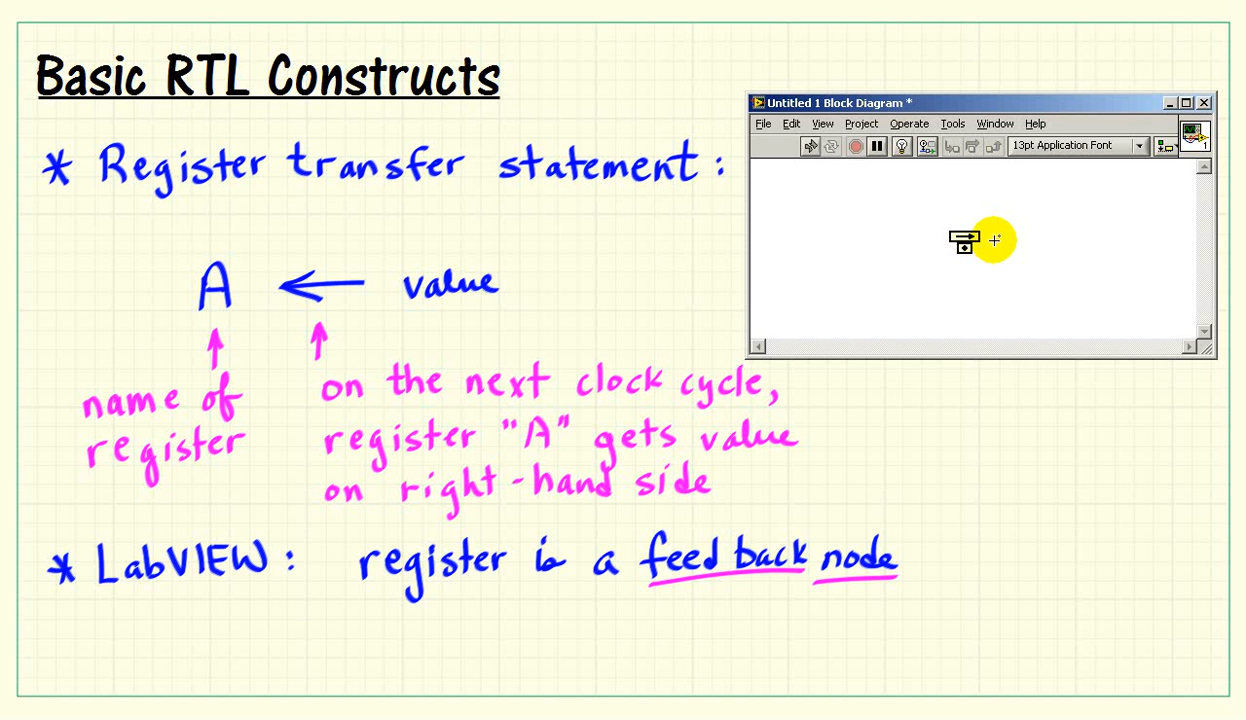 Basic RTL Constructs
* Register transfer statement:
A ← value
name of
register
on the next clock cycle,
register "A" gets value
on right-hand side
* LabVIEW: register is a feedback node
Untitled 1 Block Diagram *
File Edit View Project Operate Tools Window Help
13pt Application Font
1